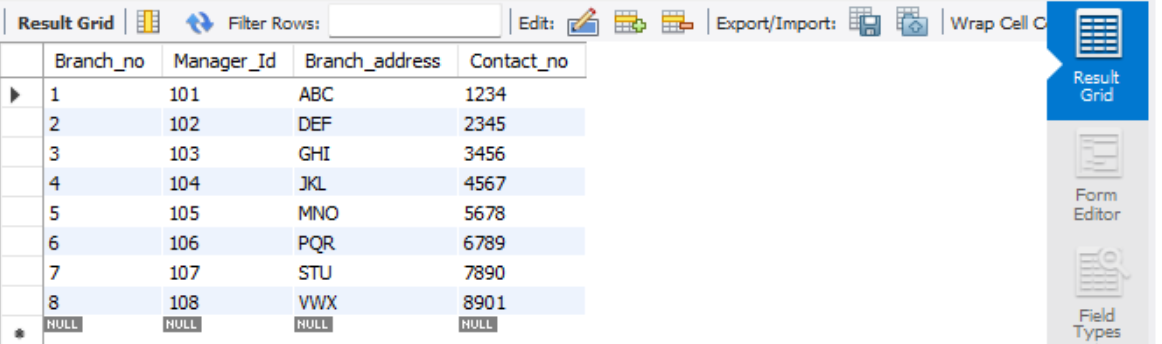 Result Grid Filter Rows: Edit: Export/Import: Wrap Cell C
Branch_no Manager_Id Branch_address Contact_no
1 101 ABC 1234
2 102 DEF 2345
3 103 GHI 3456
4 104 JKL 4567
5 105 MNO 5678
6 106 PQR 6789
7 107 STU 7890
8 108 VWX 8901
NULL NULL NULL NULL
Result
Grid
Form
Editor
Field
Types